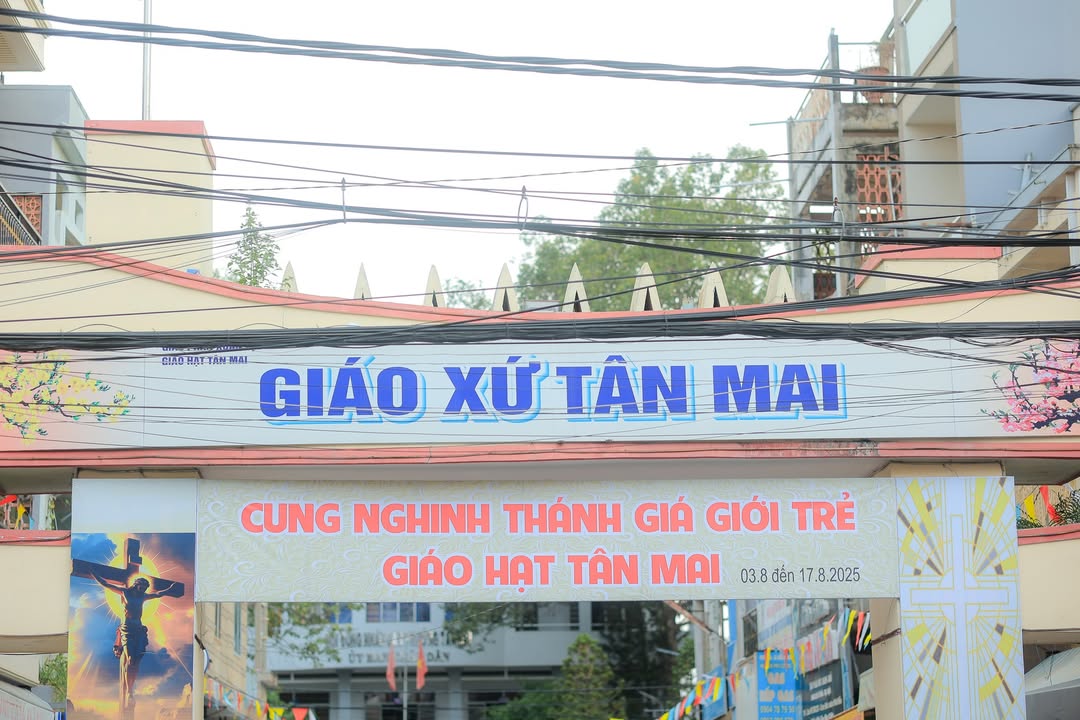 GIÁO HẠT TÂN MAI
GIÁO XỨ TÂN MAI
CUNG NGHINH THÁNH GIÁ GIỚI TRẺ
GIÁO HẠT TÂN MAI
03.8 đến 17.8.2025